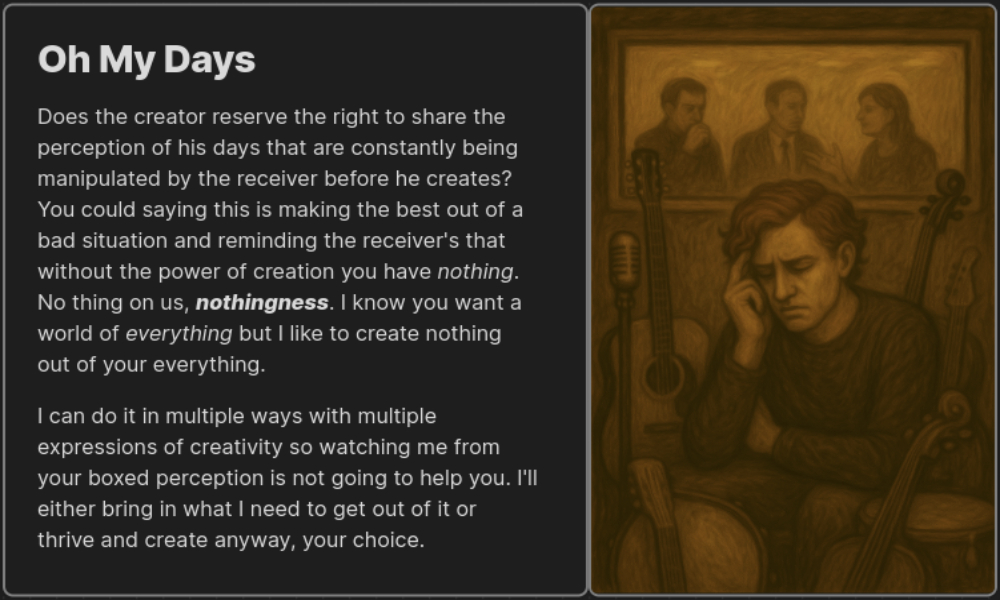 Oh My Days
Does the creator reserve the right to share the
perception of his days that are constantly being
manipulated by the receiver before he creates?
You could saying this is making the best out of a
bad situation and reminding the receiver's that
without the power of creation you have nothing.
No thing on us, nothingness. I know you want a
world of everything but I like to create nothing
out of your everything.
I can do it in multiple ways with multiple
expressions of creativity so watching me from
your boxed perception is not going to help you. I'll
either bring in what I need to get out of it or
thrive and create anyway, your choice.